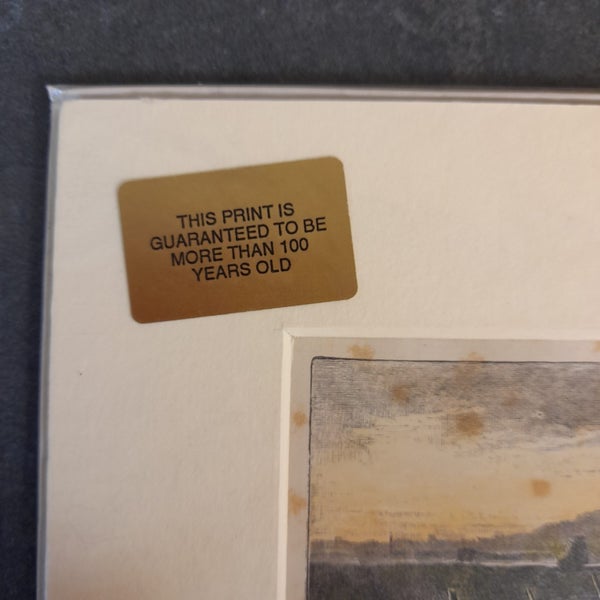 THIS PRINT IS
GUARANTEED TO BE
MORE THAN 100
YEARS OLD